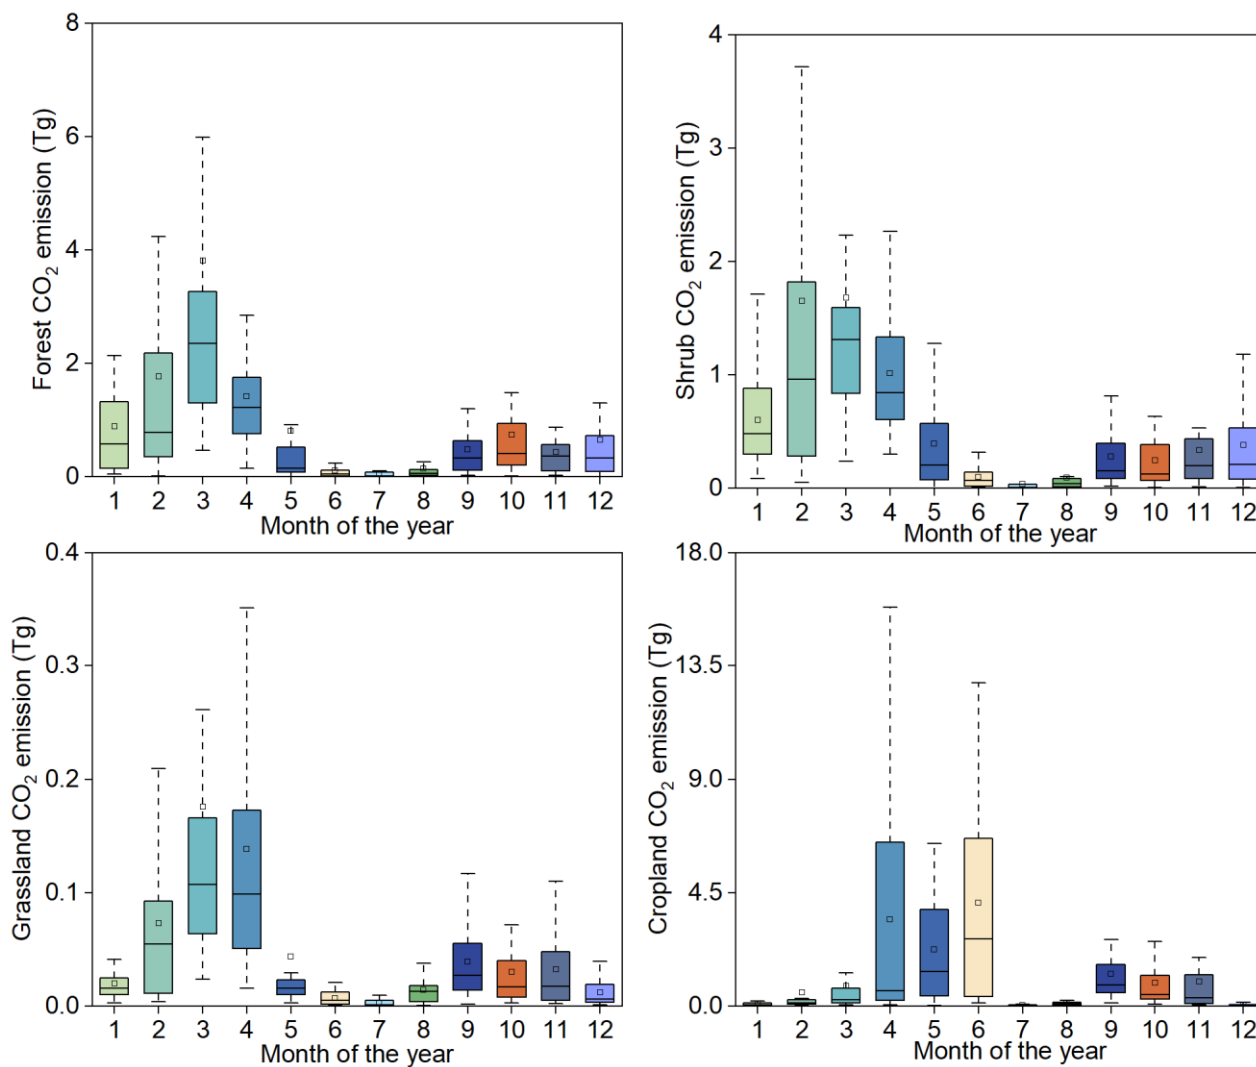 Forest CO2 emission (Tg)
8
6
4
2
0
1 2 3 4 5 6 7 8 9 10 11 12
Month of the year
Shrub CO2 emission (Tg)
4
3
2
1
0
1 2 3 4 5 6 7 8 9 10 11 12
Month of the year
Grassland CO2 emission (Tg)
0.4
0.3
0.2
0.1
0.0
1 2 3 4 5 6 7 8 9 10 11 12
Month of the year
Cropland CO2 emission (Tg)
18.0
13.5
9.0
4.5
0.0
1 2 3 4 5 6 7 8 9 10 11 12
Month of the year